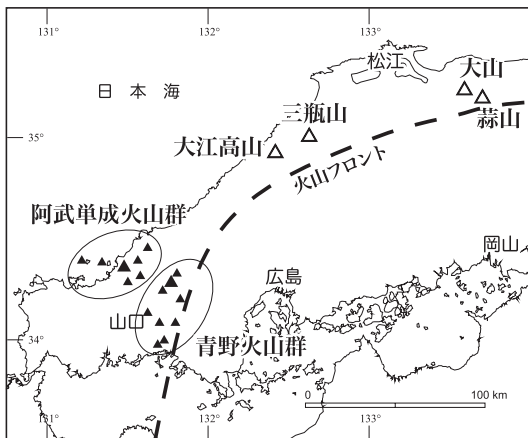 131°
132°
133°
松江
大山
日本海
三瓶山
蒜山
35°
大江高山
火山フロント
阿武単成火山群
岡山
広島
山口
青野火山群
34°
0
100 km
131°
132°
133°